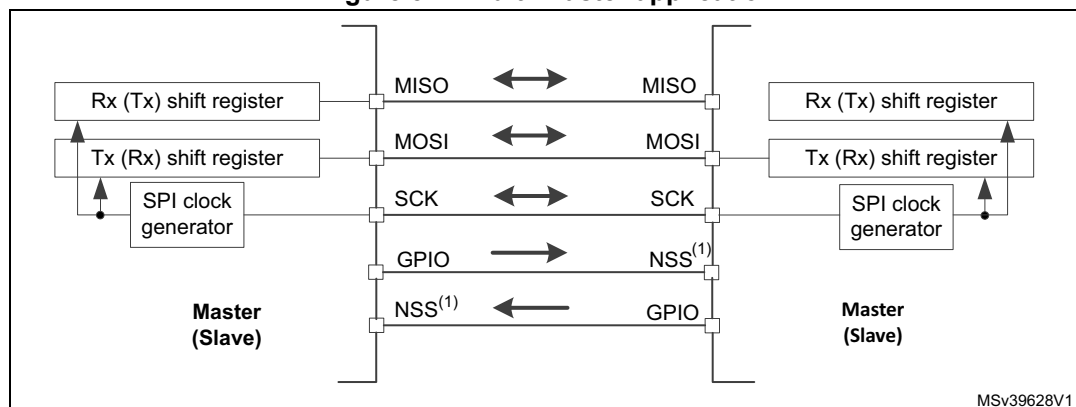 Rx (Tx) shift register
Tx (Rx) shift register
SPI clock
generator
Master
(Slave)
MISO
MOSI
SCK
GPIO
NSS(1)
MISO
MOSI
SCK
NSS(1)
GPIO
Rx (Tx) shift register
Tx (Rx) shift register
SPI clock
generator
Master
(Slave)
MSv39628V1